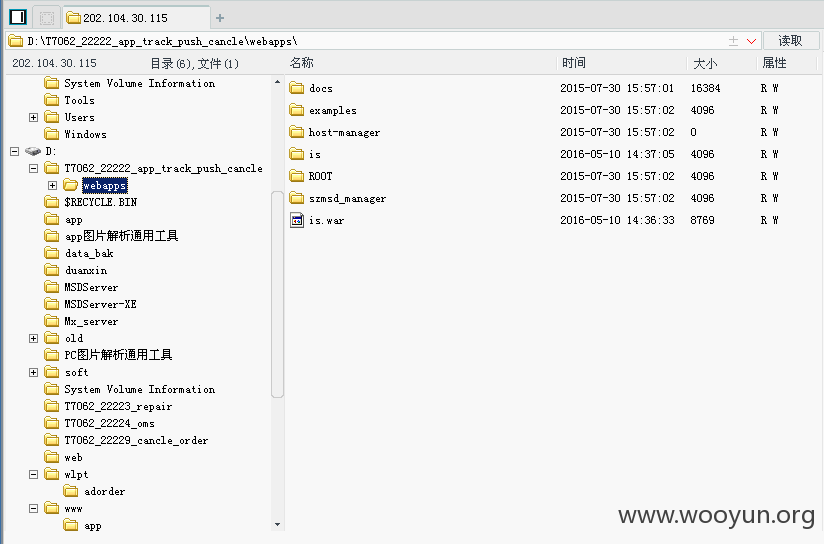 202.104.30.115
D:\T7062_22222_app_track_push_cancle\webapps\ 读取
202.104.30.115 目录(6),文件(1) 名称 时间 大小 属性
System Volume Information
Tools
Users
Windows
D:
T7062_22222_app_track_push_cancle
webapps
$RECYCLE.BIN
app
app图片解析通用工具
data_bak
duanxin
MSDServer
MSDServer-XE
Mx_server
old
PC图片解析通用工具
soft
System Volume Information
T7062_22223_repair
T7062_22224_oms
T7062_22229_cancle_order
web
wlpt
adorder
www
app
docs 2015-07-30 15:57:01 16384 R W
examples 2015-07-30 15:57:02 4096 R W
host-manager 2015-07-30 15:57:02 0 R W
is 2016-05-10 14:37:05 4096 R W
ROOT 2015-07-30 15:57:02 4096 R W
szmsd_manager 2015-07-30 15:57:02 4096 R W
is.war 2016-05-10 14:36:33 8769 R W
www.wooyun.org